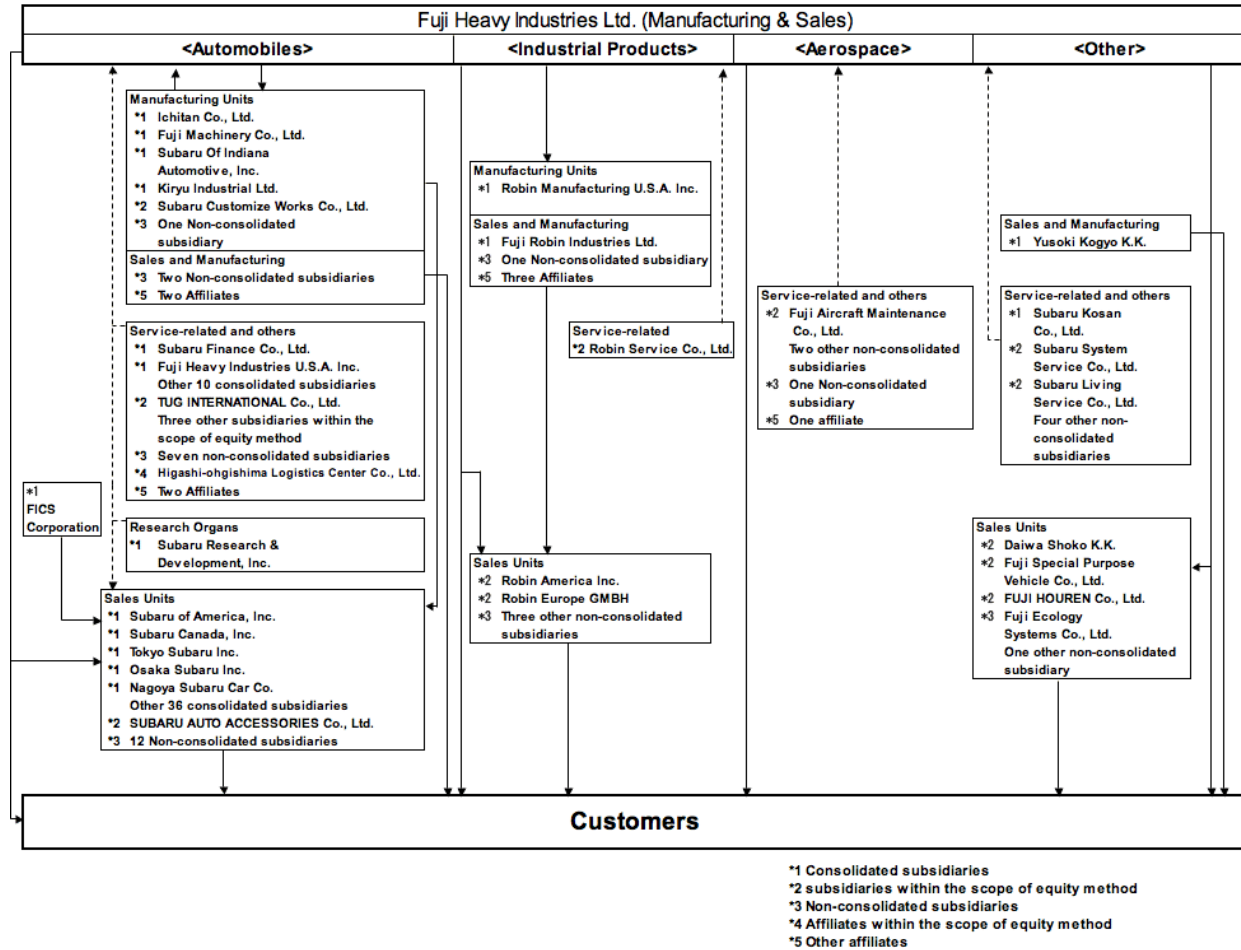 Fuji Heavy Industries Ltd. (Manufacturing & Sales)
<Automobiles>
<Industrial Products>
<Aerospace>
<Other>
Manufacturing Units
*1 Ichitan Co., Ltd.
*1 Fuji Machinery Co., Ltd.
*1 Subaru Of Indiana
Automotive, Inc.
*1 Kiryu Industrial Ltd.
*2 Subaru Customize Works Co., Ltd.
*3 One Non-consolidated
subsidiary
Sales and Manufacturing
*3 Two Non-consolidated subsidiaries
*5 Two Affiliates
Service-related and others
*1 Subaru Finance Co., Ltd.
*1 Fuji Heavy Industries U.S.A. Inc.
Other 10 consolidated subsidiaries
*2 TUG INTERNATIONAL Co., Ltd.
Three other subsidiaries within the
scope of equity method
*3 Seven non-consolidated subsidiaries
*4 Higashi-ohgishima Logistics Center Co., Ltd.
*5 Two Affiliates
*1
FICS
Corporation
Research Organs
*1 Subaru Research &
Development, Inc.
Sales Units
*1 Subaru of America, Inc.
*1 Subaru Canada, Inc.
*1 Tokyo Subaru Inc.
*1 Osaka Subaru Inc.
*1 Nagoya Subaru Car Co.
Other 36 consolidated subsidiaries
*2 SUBARU AUTO ACCESSORIES Co., Ltd.
*3 12 Non-consolidated subsidiaries
Manufacturing Units
*1 Robin Manufacturing U.S.A. Inc.
Sales and Manufacturing
*1 Fuji Robin Industries Ltd.
*3 One Non-consolidated subsidiary
*5 Three Affiliates
Service-related
*2 Robin Service Co., Ltd.
Sales Units
*2 Robin America Inc.
*2 Robin Europe GMBH
*3 Three other non-consolidated
subsidiaries
Service-related and others
*2 Fuji Aircraft Maintenance
Co., Ltd.
Two other non-consolidated
subsidiaries
*3 One Non-consolidated
subsidiary
*5 One affiliate
Sales and Manufacturing
*1 Yusoki Kogyo K.K.
Service-related and others
*1 Subaru Kosan
Co., Ltd.
*2 Subaru System
Service Co., Ltd.
*2 Subaru Living
Service Co., Ltd.
Four other non-
consolidated
subsidiaries
Sales Units
*2 Daiwa Shoko K.K.
*2 Fuji Special Purpose
Vehicle Co., Ltd.
*2 FUJI HOUREN Co., Ltd.
*3 Fuji Ecology
Systems Co., Ltd.
One other non-consolidated
subsidiary
Customers
*1 Consolidated subsidiaries
*2 subsidiaries within the scope of equity method
*3 Non-consolidated subsidiaries
*4 Affiliates within the scope of equity method
*5 Other affiliates